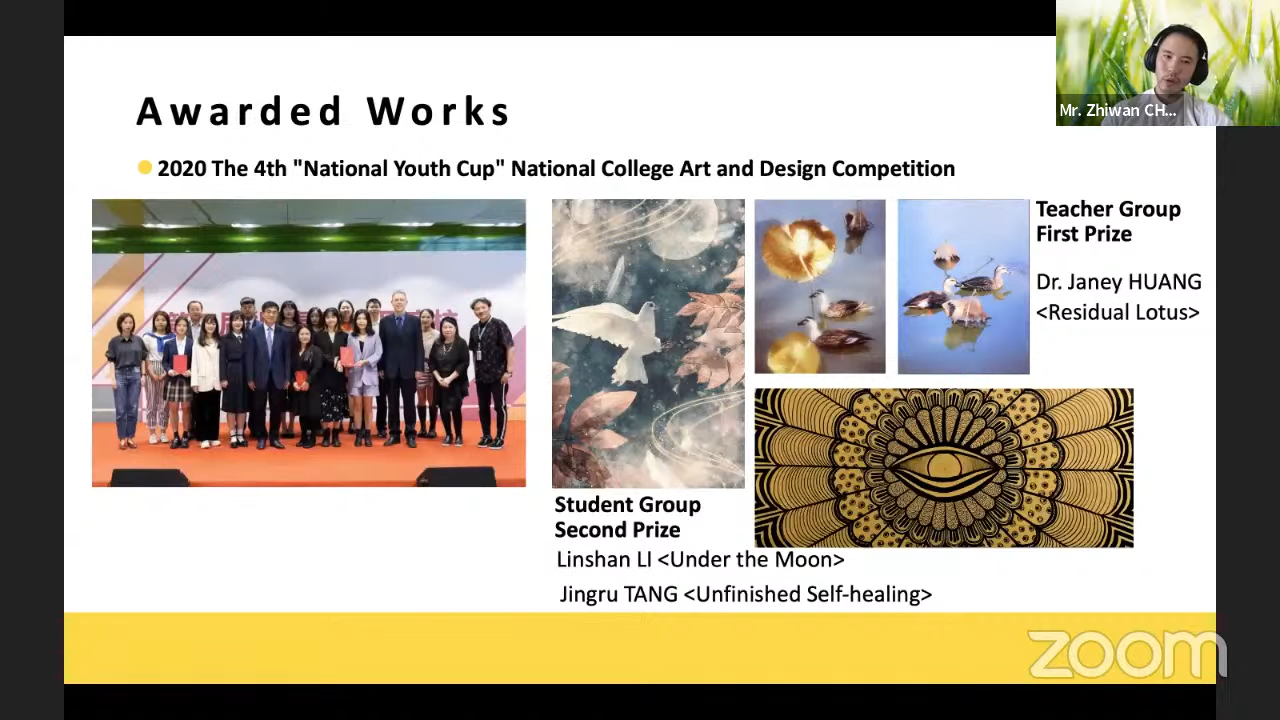 Awarded Works
Mr. Zhiwan CH...
2020 The 4th "National Youth Cup" National College Art and Design Competition
Teacher Group
First Prize
Dr. Janey HUANG
<Residual Lotus>
Student Group
Second Prize
Linshan LI <Under the Moon>
Jingru TANG <Unfinished Self-healing>
zoom